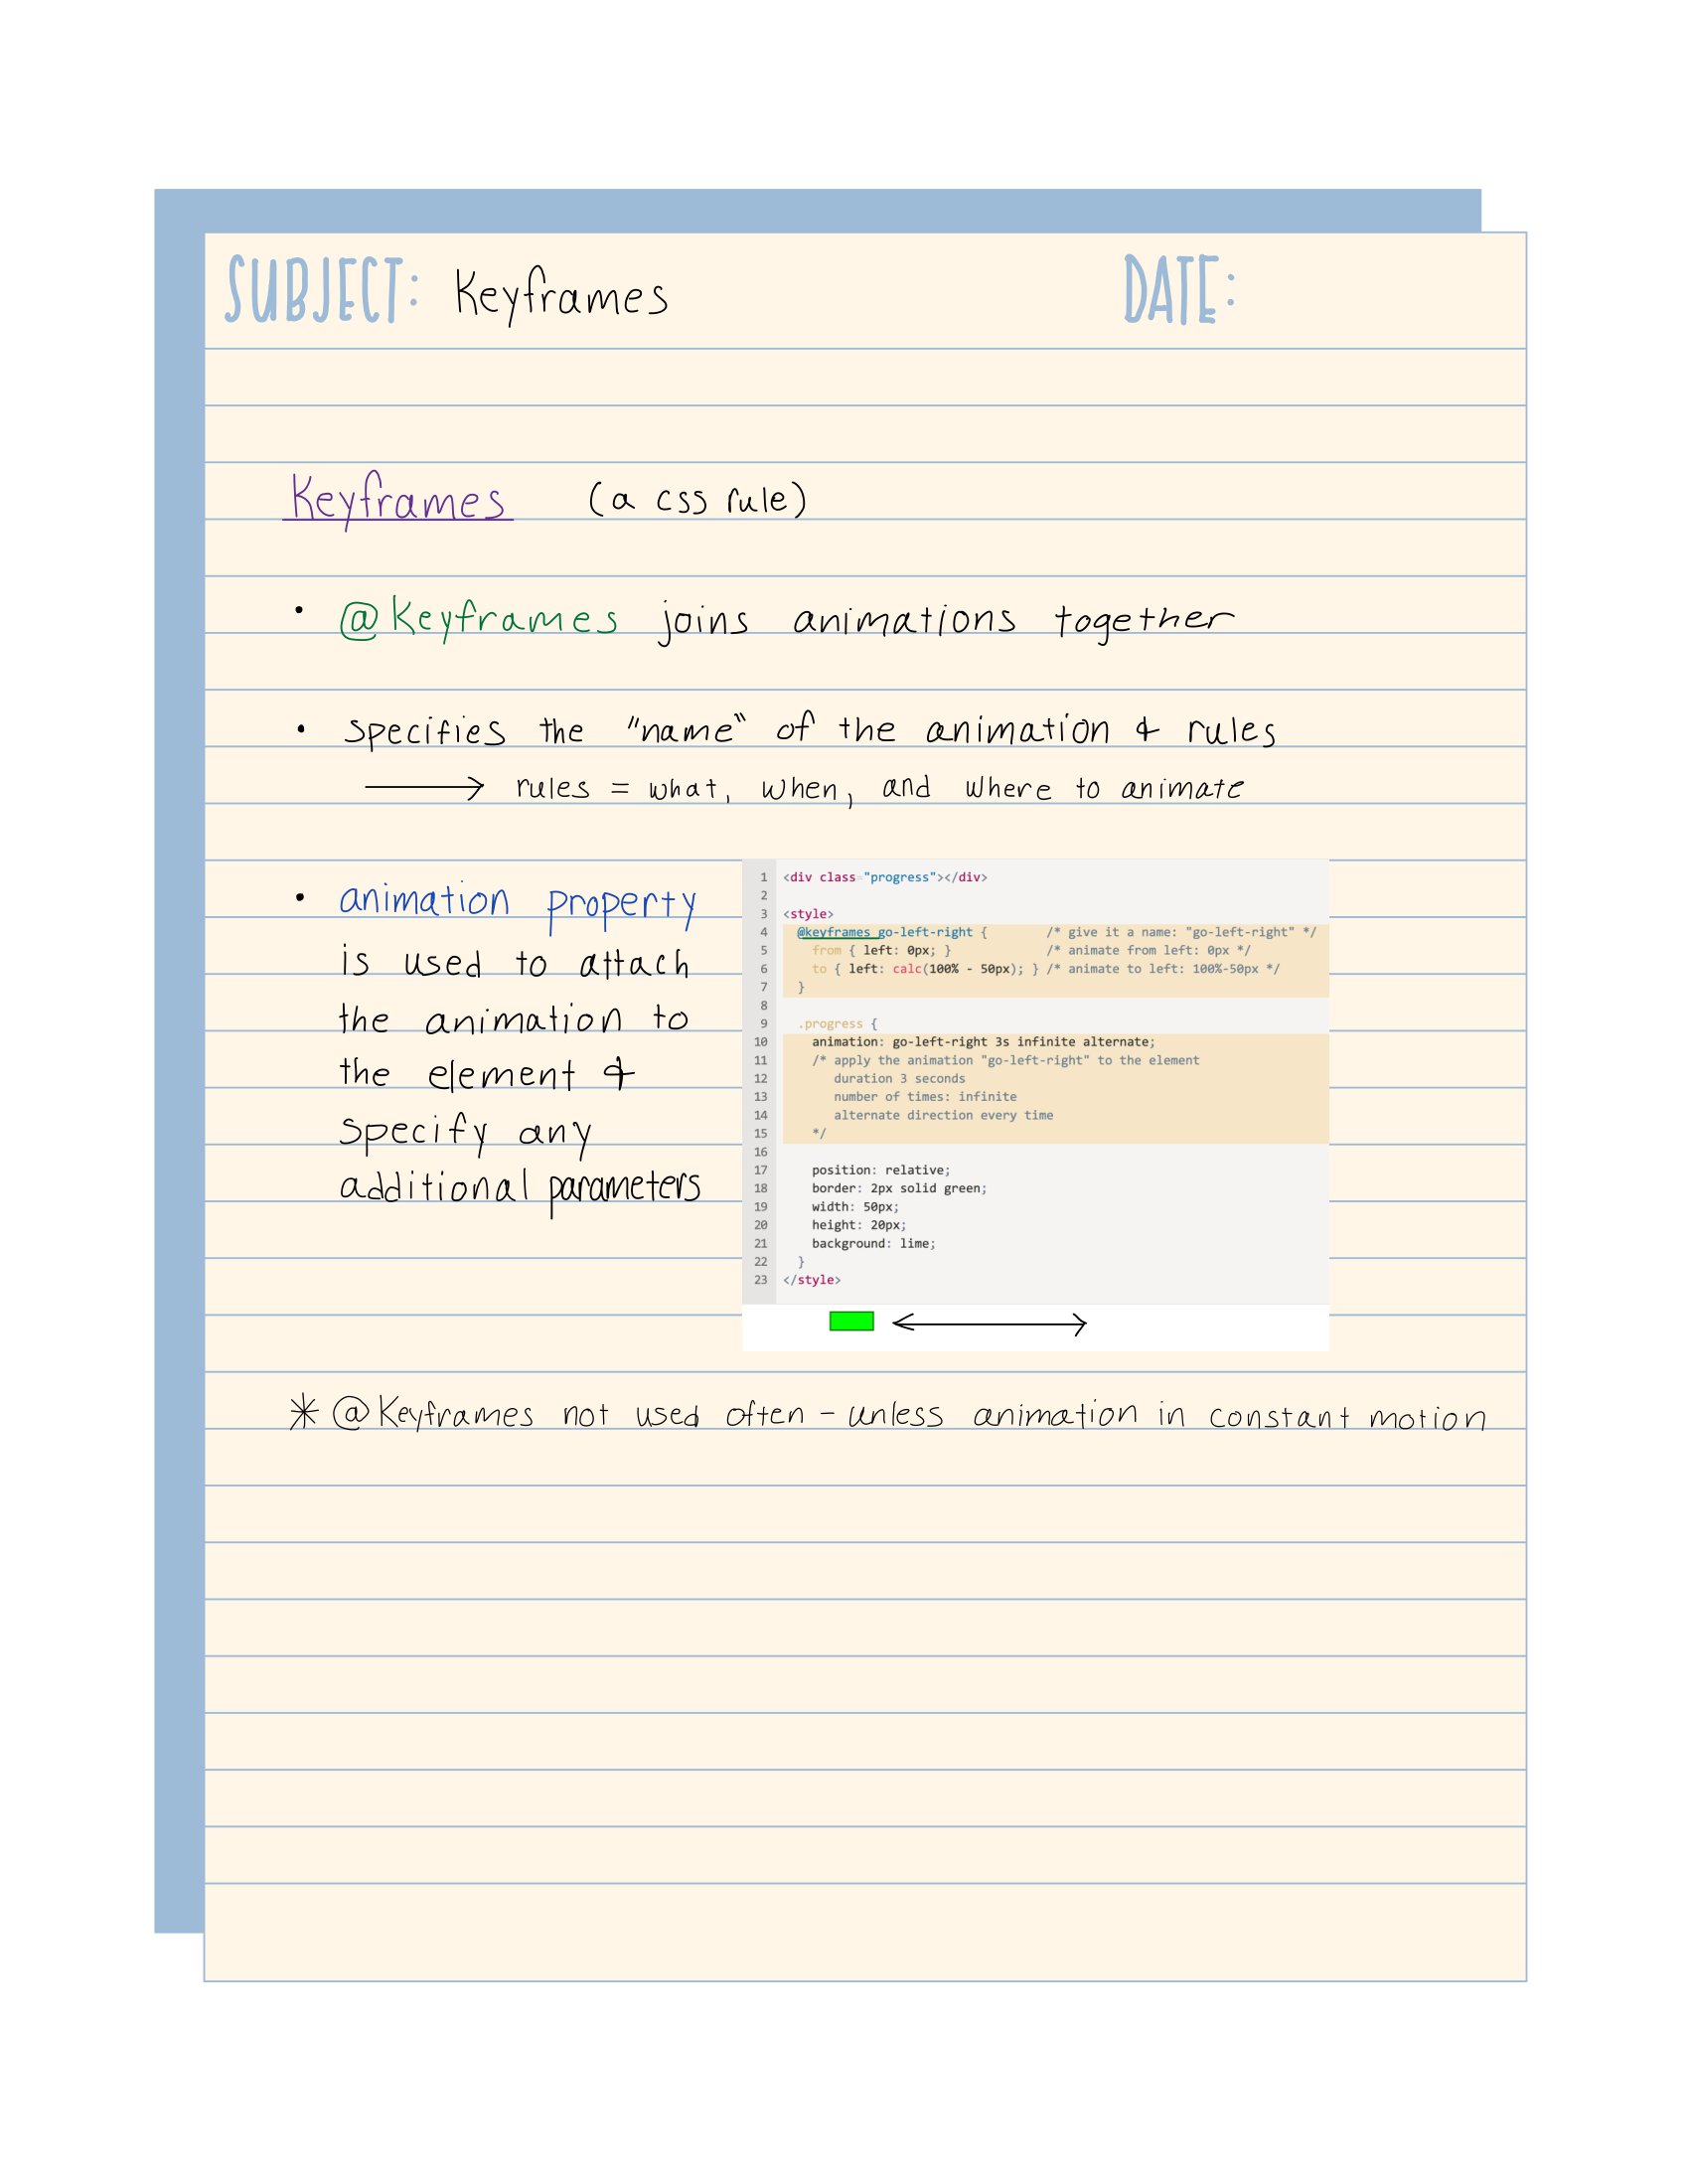 SUBJECT: Keyframes DATE:
Keyframes (a css rule)
• @Keyframes joins animations together
• specifies the "name" of the animation & rules
→ rules = what, when, and where to animate
• animation property
is used to attach
the animation to
the element &
specify any
additional parameters
1 <div class="progress"></div>
2
3 <style>
4   @keyframes go-left-right {        /* give it a name: "go-left-right" */
5     from { left: 0px; }             /* animate from left: 0px */
6     to { left: calc(100% - 50px); } /* animate to left: 100%-50px */
7   }
8
9   .progress {
10     animation: go-left-right 3s infinite alternate;
11     /* apply the animation "go-left-right" to the element
12        duration 3 seconds
13        number of times: infinite
14        alternate direction every time
15     */
16
17     position: relative;
18     border: 2px solid green;
19     width: 50px;
20     height: 20px;
21     background: lime;
22   }
23 </style>
* @Keyframes not used often - unless animation in constant motion